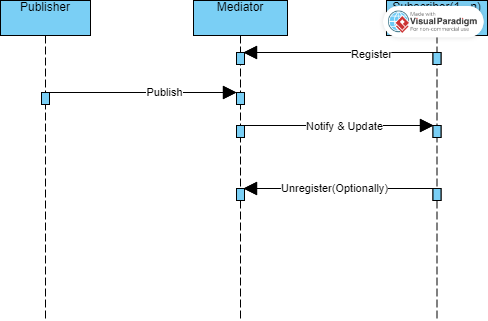 Publisher
Mediator
Subscriber(1...n)
Made with
Visual Paradigm
For non-commercial use
Register
Publish
Notify & Update
Unregister(Optionally)